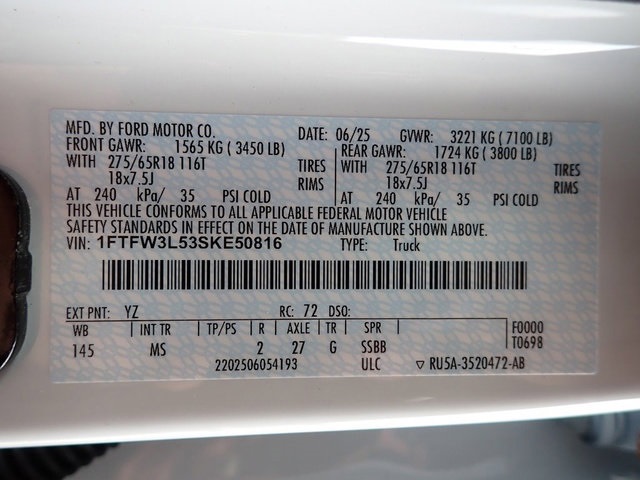 MFD. BY FORD MOTOR CO. DATE: 06/25 GVWR: 3221 KG ( 7100 LB)
FRONT GAWR: 1565 KG ( 3450 LB) REAR GAWR: 1724 KG ( 3800 LB)
WITH 275/65R18 116T TIRES WITH 275/65R18 116T TIRES
18x7.5J RIMS 18x7.5J RIMS
AT 240 kPa/ 35 PSI COLD AT 240 kPa/ 35 PSI COLD
THIS VEHICLE CONFORMS TO ALL APPLICABLE FEDERAL MOTOR VEHICLE
SAFETY STANDARDS IN EFFECT ON THE DATE OF MANUFACTURE SHOWN ABOVE.
VIN: 1FTFW3L53SKE50816 TYPE: Truck
EXT PNT: YZ RC: 72 DSO:
WB INT TR TP/PS R AXLE TR SPR F0000
145 MS 2 27 G SSBB T0698
2202506054193 ULC ▽ RU5A-3520472-AB